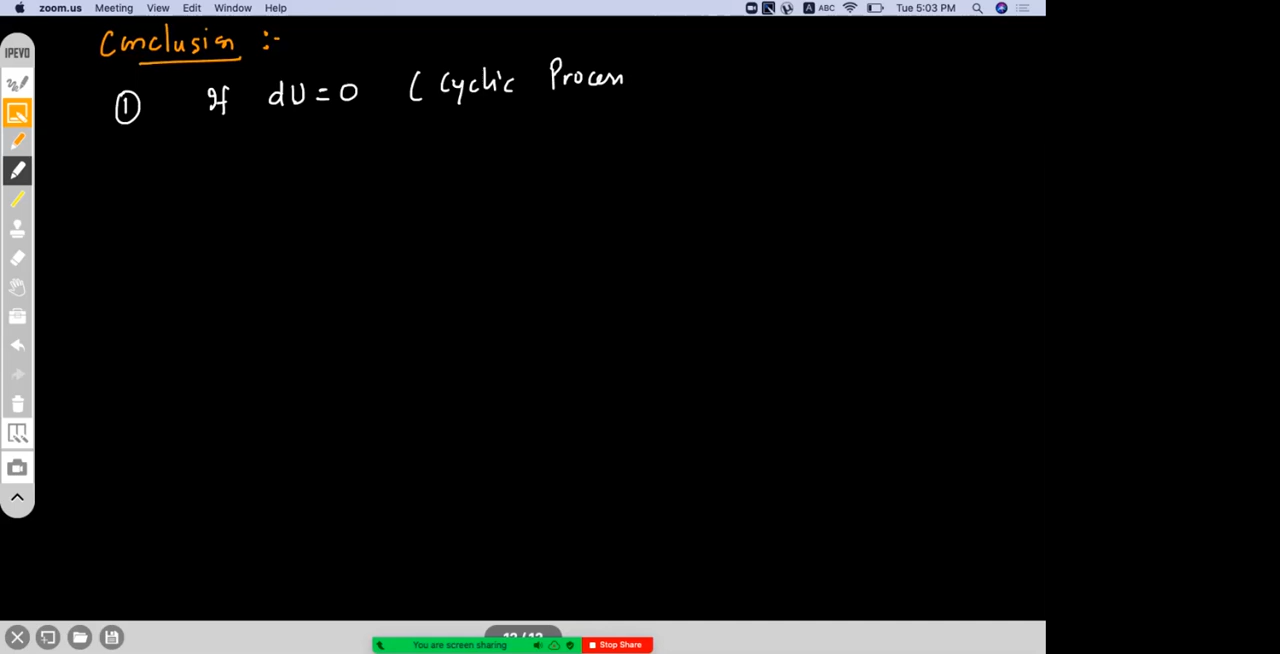 zoom.us Meeting View Edit Window Help A ABC Tue 5:03 PM
IPEVO
Conclusion :-
① If dU = 0 ( Cyclic Process
You are screen sharing Stop Share